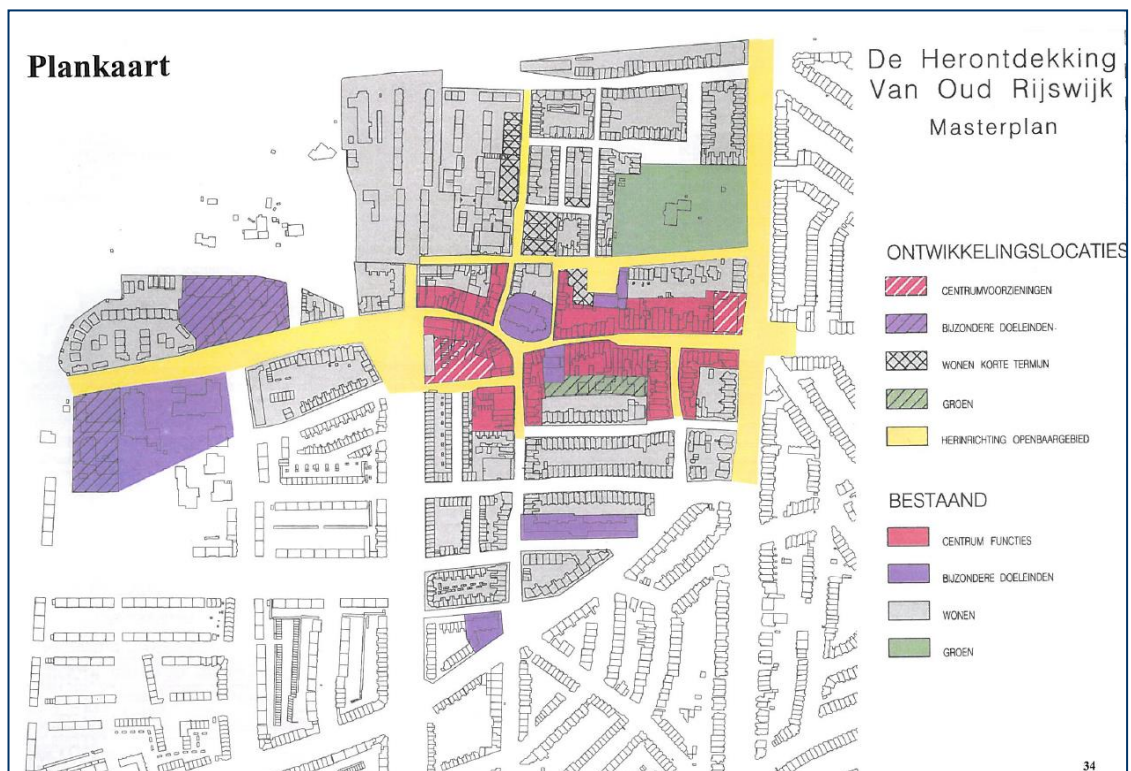 Plankaart
De Herontdekking
Van Oud Rijswijk
Masterplan
ONTWIKKELINGSLOCATIES
CENTRUMVOORZIENINGEN
BIJZONDERE DOELEINDEN
WONEN KORTE TERMIJN
GROEN
HERINRICHTING OPENBAARGEBIED
BESTAAND
CENTRUM FUNCTIES
BIJZONDERE DOELEINDEN
WONEN
GROEN
34